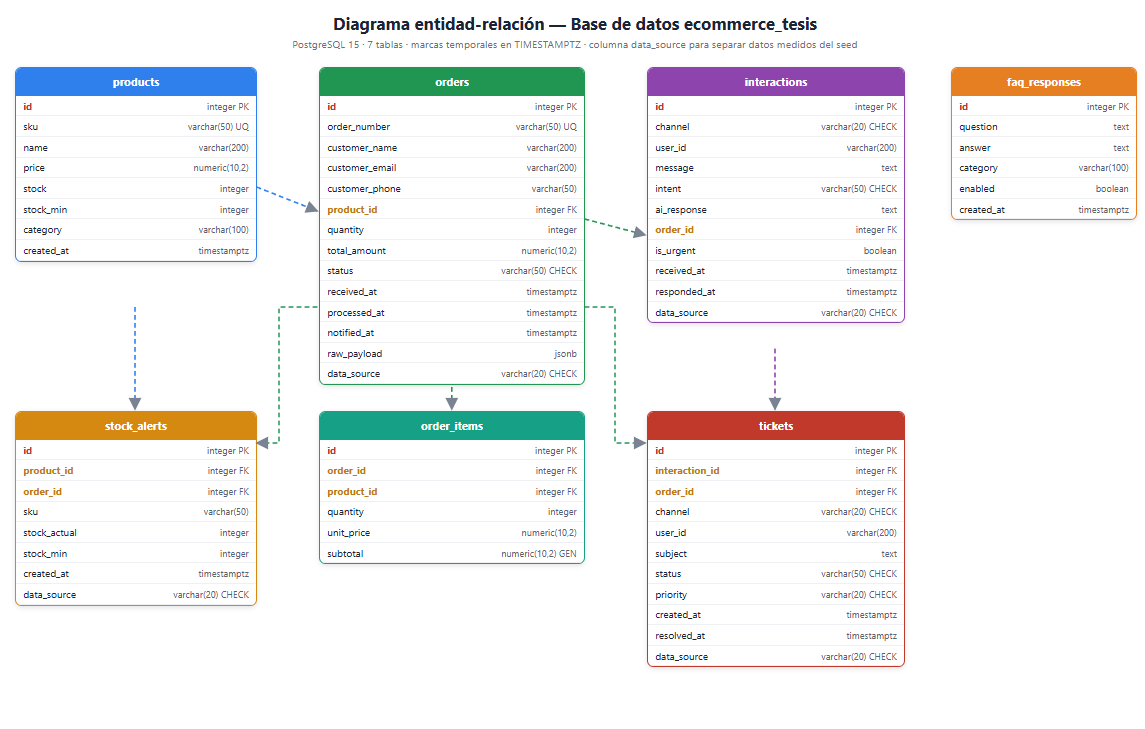 Diagrama entidad-relación — Base de datos ecommerce_tesis
PostgreSQL 15 · 7 tablas · marcas temporales en TIMESTAMPTZ · columna data_source para separar datos medidos del seed
products
id integer PK
sku varchar(50) UQ
name varchar(200)
price numeric(10,2)
stock integer
stock_min integer
category varchar(100)
created_at timestamptz
orders
id integer PK
order_number varchar(50) UQ
customer_name varchar(200)
customer_email varchar(200)
customer_phone varchar(50)
product_id integer FK
quantity integer
total_amount numeric(10,2)
status varchar(50) CHECK
received_at timestamptz
processed_at timestamptz
notified_at timestamptz
raw_payload jsonb
data_source varchar(20) CHECK
interactions
id integer PK
channel varchar(20) CHECK
user_id varchar(200)
message text
intent varchar(50) CHECK
ai_response text
order_id integer FK
is_urgent boolean
received_at timestamptz
responded_at timestamptz
data_source varchar(20) CHECK
faq_responses
id integer PK
question text
answer text
category varchar(100)
enabled boolean
created_at timestamptz
stock_alerts
id integer PK
product_id integer FK
order_id integer FK
sku varchar(50)
stock_actual integer
stock_min integer
created_at timestamptz
data_source varchar(20) CHECK
order_items
id integer PK
order_id integer FK
product_id integer FK
quantity integer
unit_price numeric(10,2)
subtotal numeric(10,2) GEN
tickets
id integer PK
interaction_id integer FK
order_id integer FK
channel varchar(20) CHECK
user_id varchar(200)
subject text
status varchar(50) CHECK
priority varchar(20) CHECK
created_at timestamptz
resolved_at timestamptz
data_source varchar(20) CHECK